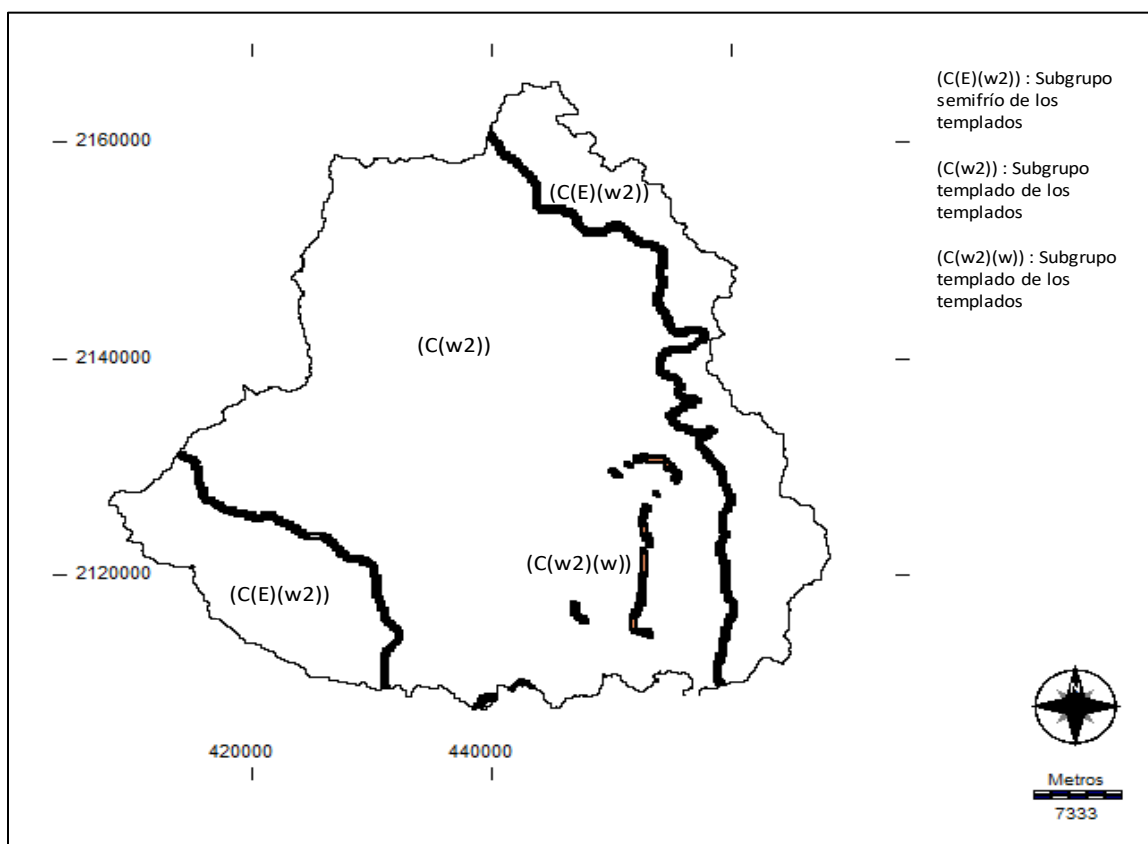 (C(E)(w2)) : Subgrupo
semifrío de los
templados
(C(w2)) : Subgrupo
templado de los
templados
(C(w2)(w)) : Subgrupo
templado de los
templados
2160000
(C(E)(w2))
2140000
(C(w2))
2120000
(C(w2)(w))
(C(E)(w2))
420000
440000
N
Metros
7333